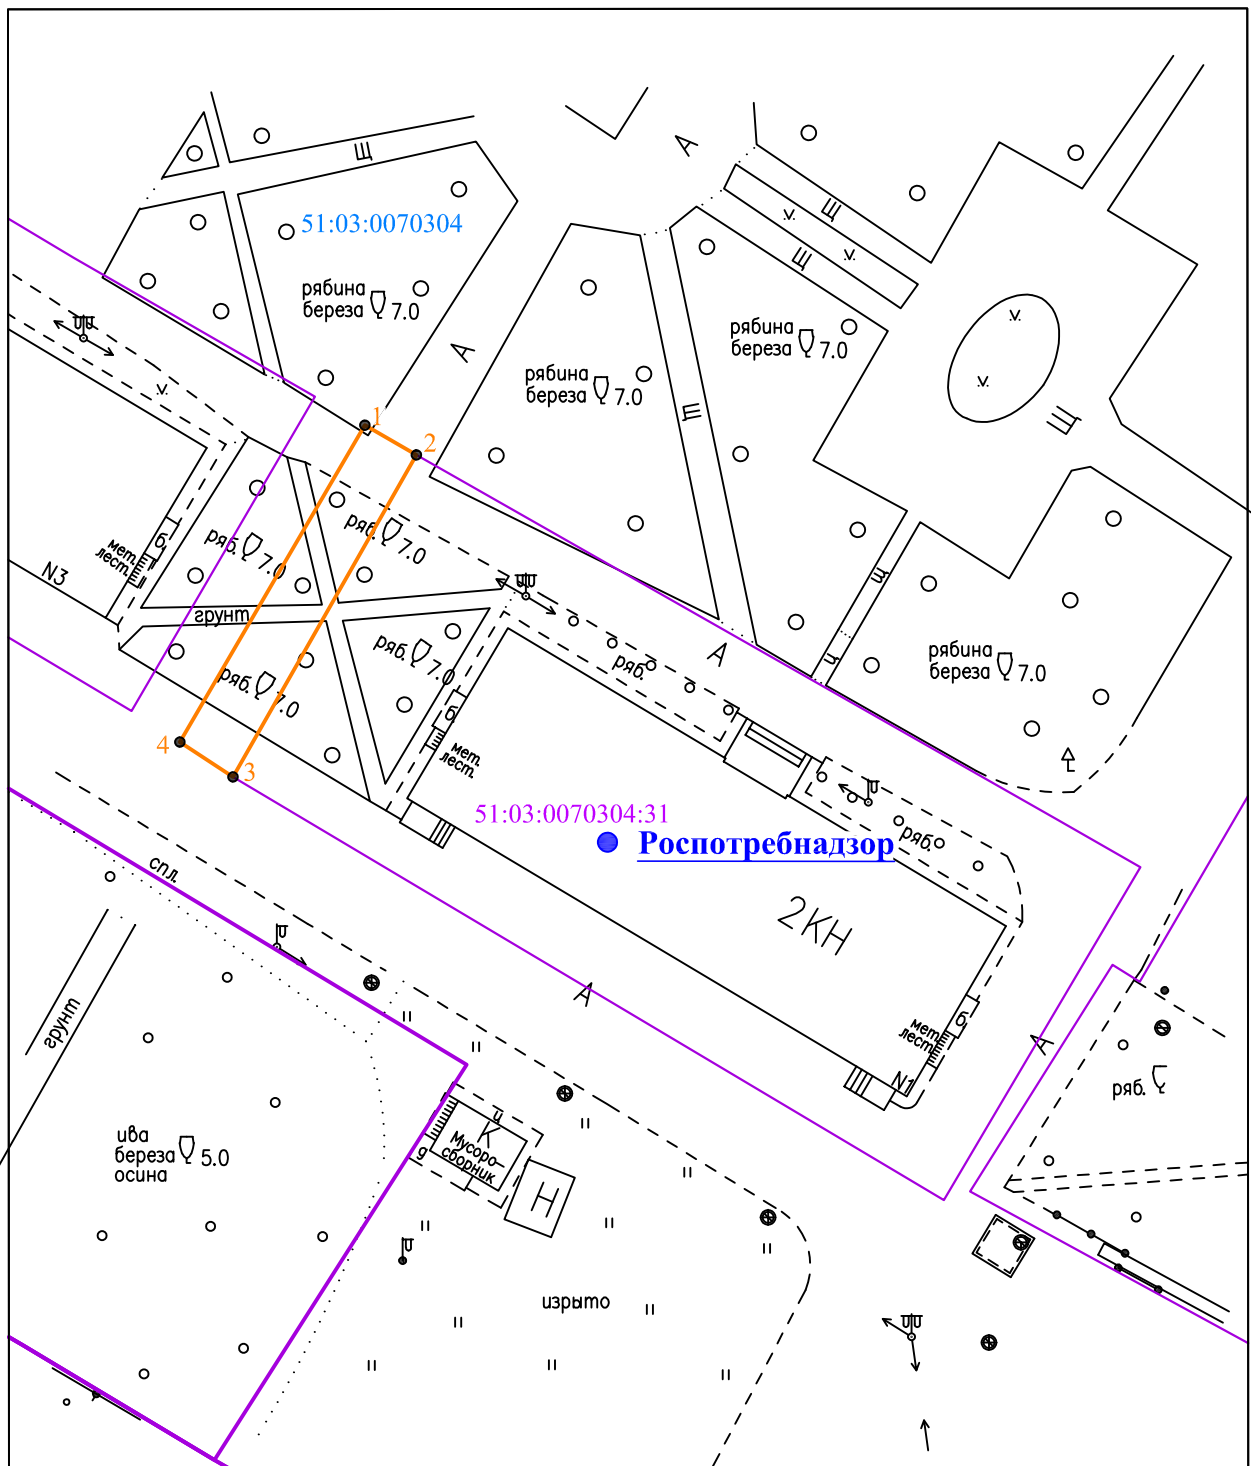 Щ
А
51:03:0070304
Щ
v.
v.
Щ
рябина
береза 7.0
v.
рябина
береза 7.0
А
рябина
береза 7.0
v.
v.
Щ
Щ
1
2
ряб. 7.0
ряб. 7.0
б.
мет.
лест.
N3
грунт
ряб. 7.0
ряб. 7.0
б.
мет.
лест.
ряб.
А
щ
щ
рябина
береза 7.0
4
3
51:03:0070304:31
Роспотребнадзор
ряб.
2КН
спл.
А
А
грунт
б.
мет.
лест.
N1
ряб.
ива
береза 5.0
осина
К
Мусоро-
сборник
Н
изрыто